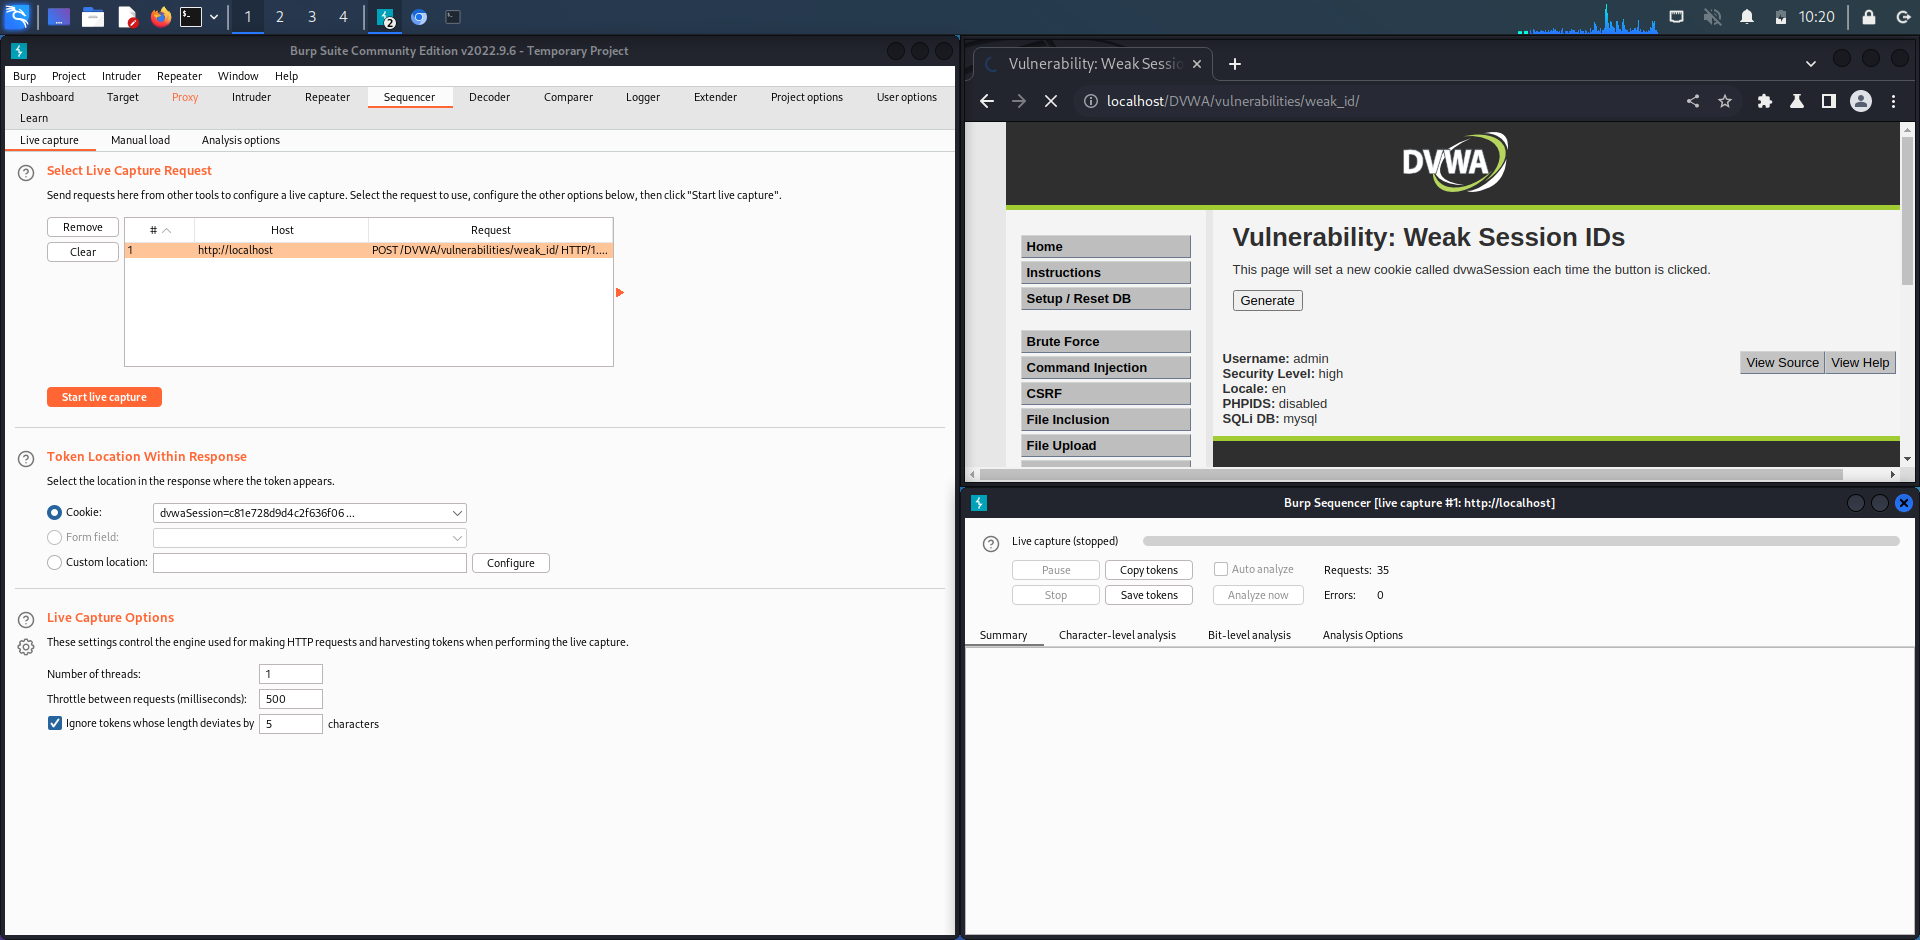 1 2 3 4 2 10:20
Burp Suite Community Edition v2022.9.6 - Temporary Project
Burp Project Intruder Repeater Window Help
Dashboard Target Proxy Intruder Repeater Sequencer Decoder Comparer Logger Extender Project options User options
Learn
Live capture Manual load Analysis options
Select Live Capture Request
Send requests here from other tools to configure a live capture. Select the request to use, configure the other options below, then click "Start live capture".
Remove
Clear
# Host Request
1 http://localhost POST /DVWA/vulnerabilities/weak_id/ HTTP/1....
Start live capture
Token Location Within Response
Select the location in the response where the token appears.
Cookie: dvwaSession=c81e728d9d4c2f636f06 ...
Form field:
Custom location: Configure
Live Capture Options
These settings control the engine used for making HTTP requests and harvesting tokens when performing the live capture.
Number of threads: 1
Throttle between requests (milliseconds): 500
Ignore tokens whose length deviates by 5 characters
Vulnerability: Weak Sessio
localhost/DVWA/vulnerabilities/weak_id/
DVWA
Home
Instructions
Setup / Reset DB
Brute Force
Command Injection
CSRF
File Inclusion
File Upload
Vulnerability: Weak Session IDs
This page will set a new cookie called dvwaSession each time the button is clicked.
Generate
Username: admin
Security Level: high
Locale: en
PHPIDS: disabled
SQLi DB: mysql
View Source View Help
Burp Sequencer [live capture #1: http://localhost]
Live capture (stopped)
Pause Copy tokens Auto analyze Requests: 35
Stop Save tokens Analyze now Errors: 0
Summary Character-level analysis Bit-level analysis Analysis Options